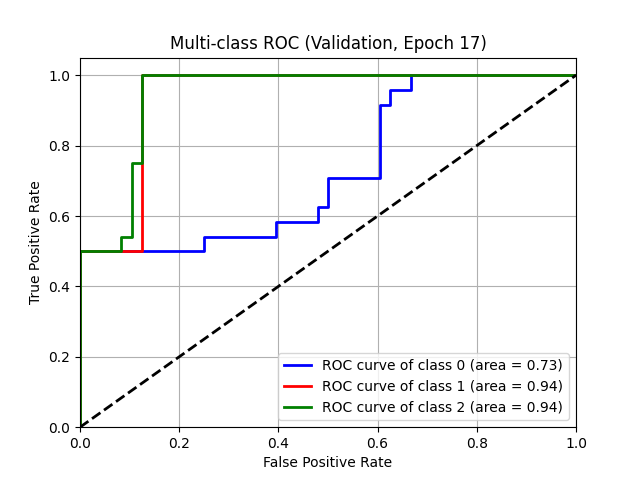 Multi-class ROC (Validation, Epoch 17)
True Positive Rate
1.0
0.8
0.6
0.4
0.2
0.0
ROC curve of class 0 (area = 0.73)
ROC curve of class 1 (area = 0.94)
ROC curve of class 2 (area = 0.94)
0.0 0.2 0.4 0.6 0.8 1.0
False Positive Rate